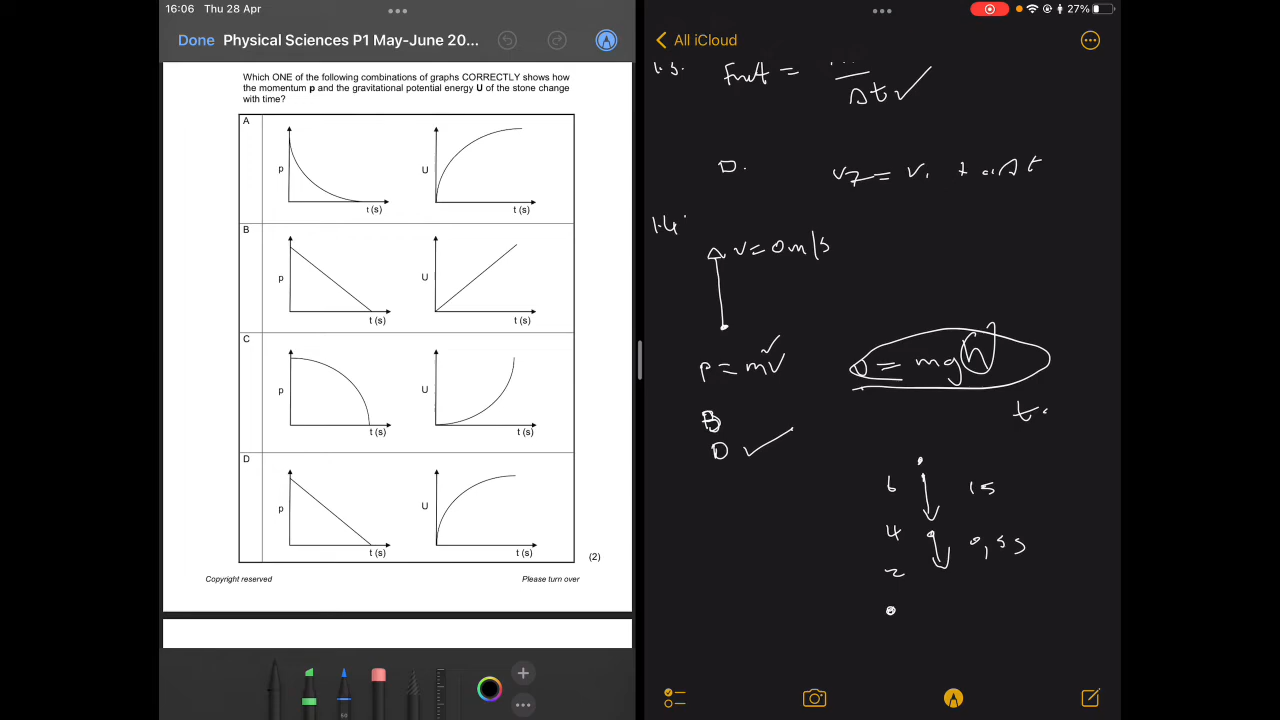 16:06 Thu 28 Apr
27%
Done Physical Sciences P1 May-June 20...
All iCloud
Which ONE of the following combinations of graphs CORRECTLY shows how
the momentum p and the gravitational potential energy U of the stone change
with time?
A
p
t (s)
U
t (s)
B
p
t (s)
U
t (s)
C
p
t (s)
U
t (s)
D
p
t (s)
U
t (s)
(2)
Copyright reserved
Please turn over
Fnet =
Δt ✓
D.
vf = vi + aΔt
1.4.
v = 0 m/s
p = mv ✓
U = mgh
t.
B
D ✓
6
1s
4
0,5s
2